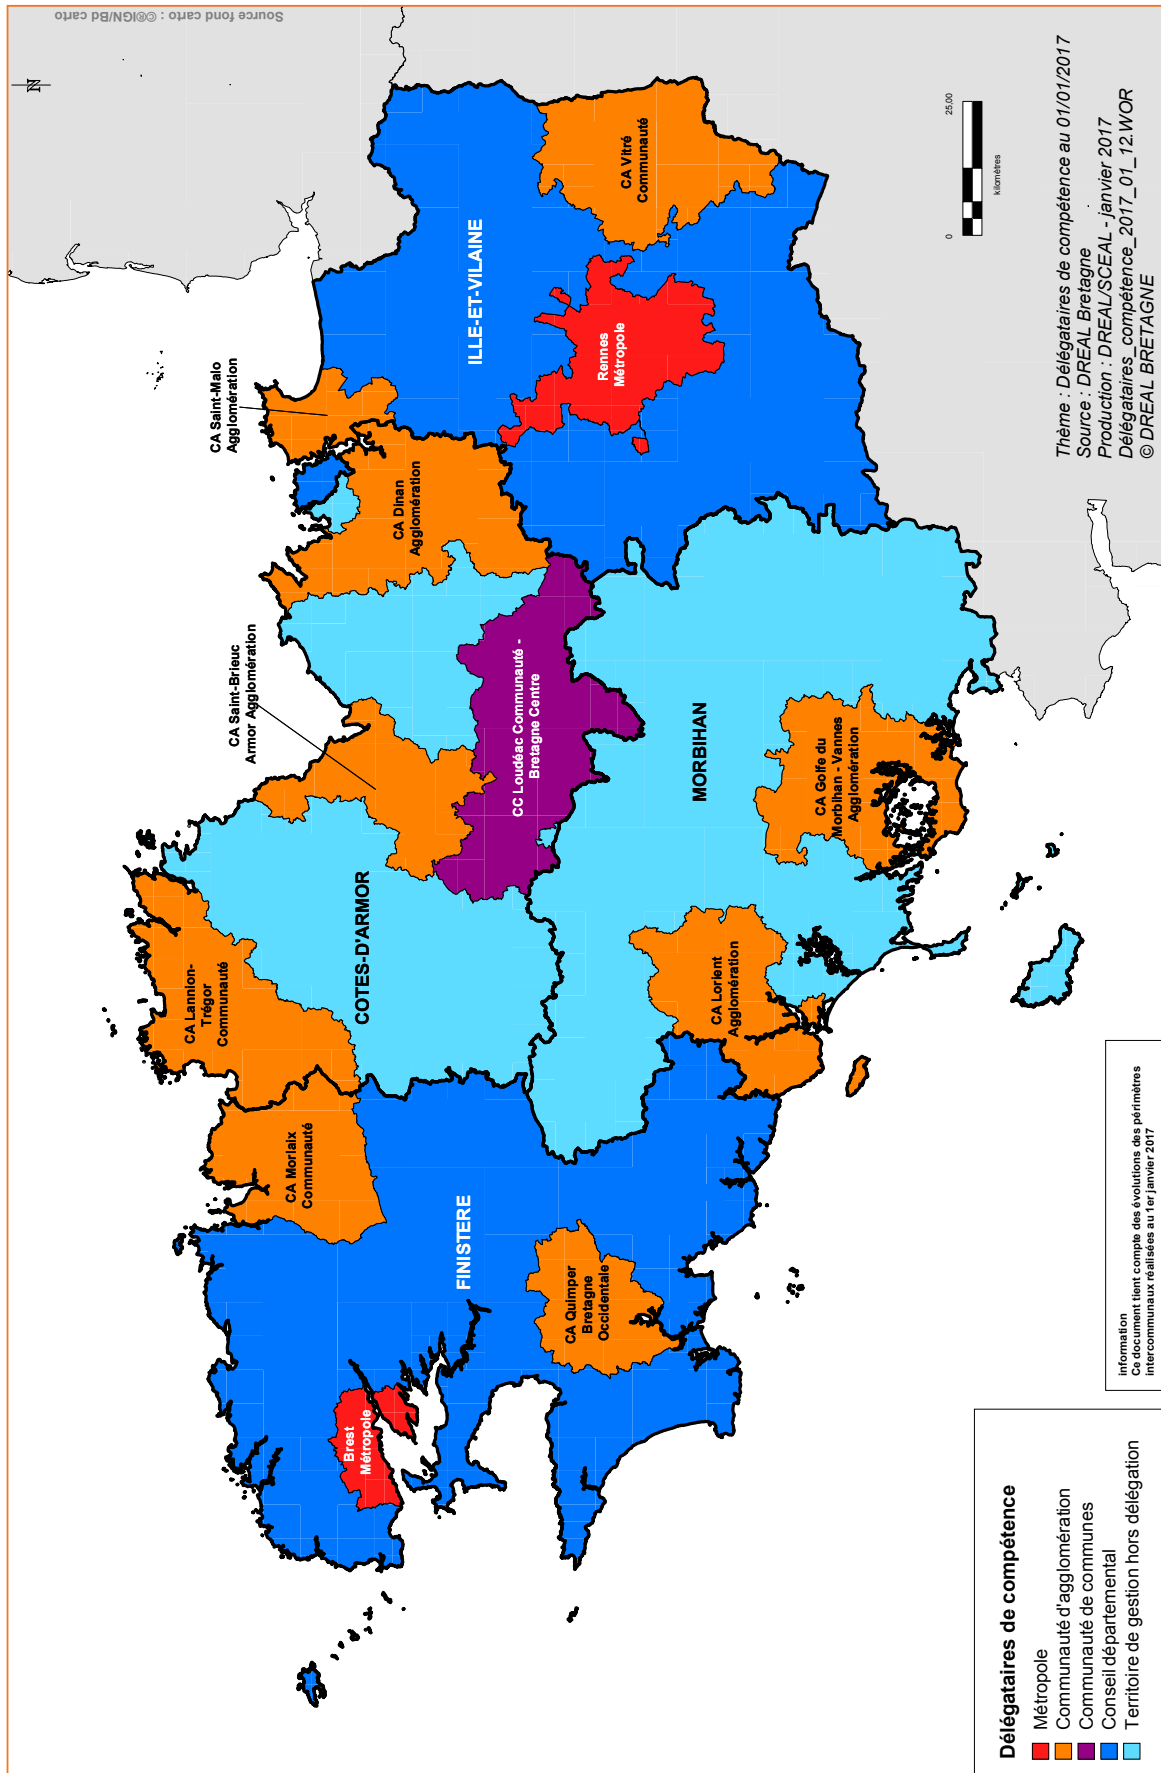 Source fond carto : ©®IGN/Bd carto
N
CA Saint-Malo
Agglomération
CA Saint-Brieuc
Armor Agglomération
CA Lannion-
Trégor
Communauté
CA Morlaix
Communauté
Brest
Métropole
FINISTERE
CA Quimper
Bretagne
Occidentale
COTES-D'ARMOR
CC Loudéac Communauté -
Bretagne Centre
CA Dinan
Agglomération
ILLE-ET-VILAINE
Rennes
Métropole
CA Vitré
Communauté
MORBIHAN
CA Lorient
Agglomération
CA Golfe du
Morbihan - Vannes
Agglomération
0
25,00
kilomètres
Thème : Délégataires de compétence au 01/01/2017
Source : DREAL Bretagne
Production : DREAL/SCEAL - janvier 2017
Délégataires_compétence_2017_01_12.WOR
© DREAL BRETAGNE
Délégataires de compétence
Métropole
Communauté d'agglomération
Communauté de communes
Conseil départemental
Territoire de gestion hors délégation
information
Ce document tient compte des évolutions des périmètres
intercommunaux réalisées au 1er janvier 2017